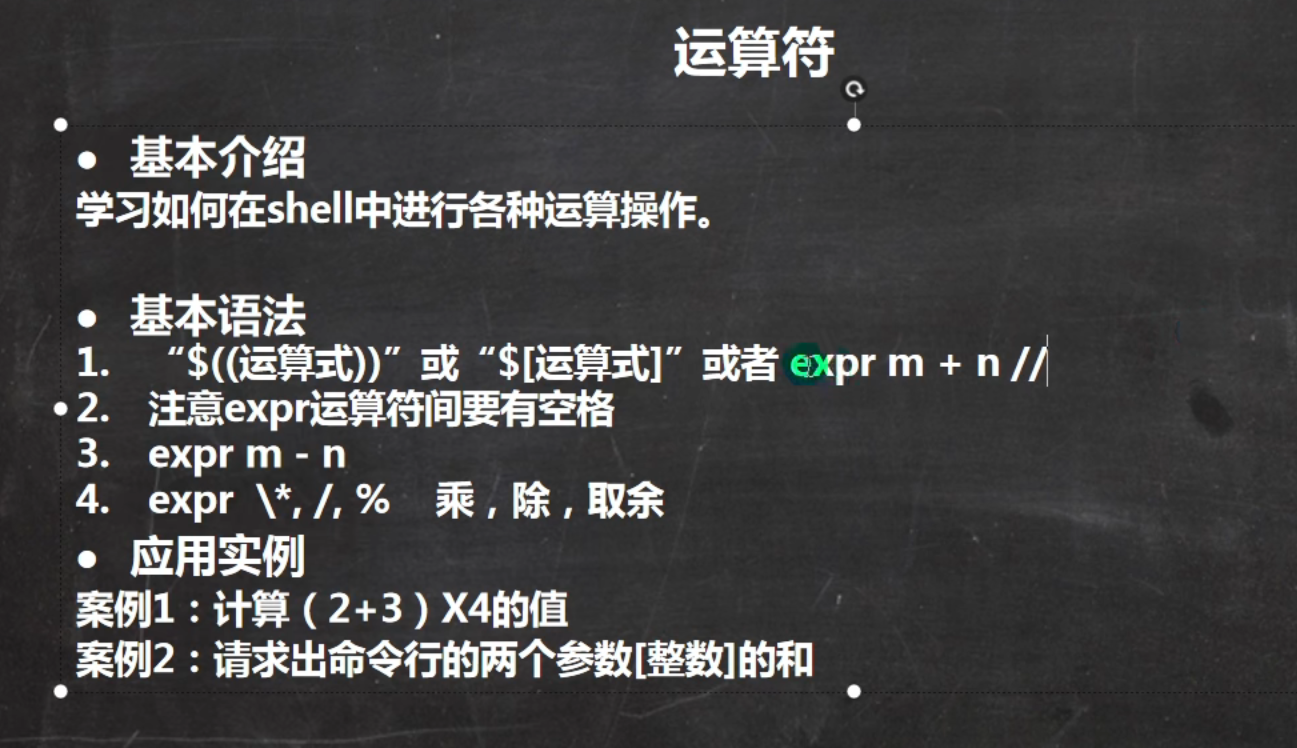 运算符
● 基本介绍
学习如何在shell中进行各种运算操作。
● 基本语法
1. “$((运算式))”或“$[运算式]”或者 expr m + n //
2. 注意expr运算符间要有空格
3. expr m - n
4. expr \*, /, % 乘，除，取余
● 应用实例
案例1：计算（2+3）X4的值
案例2：请求出命令行的两个参数[整数]的和